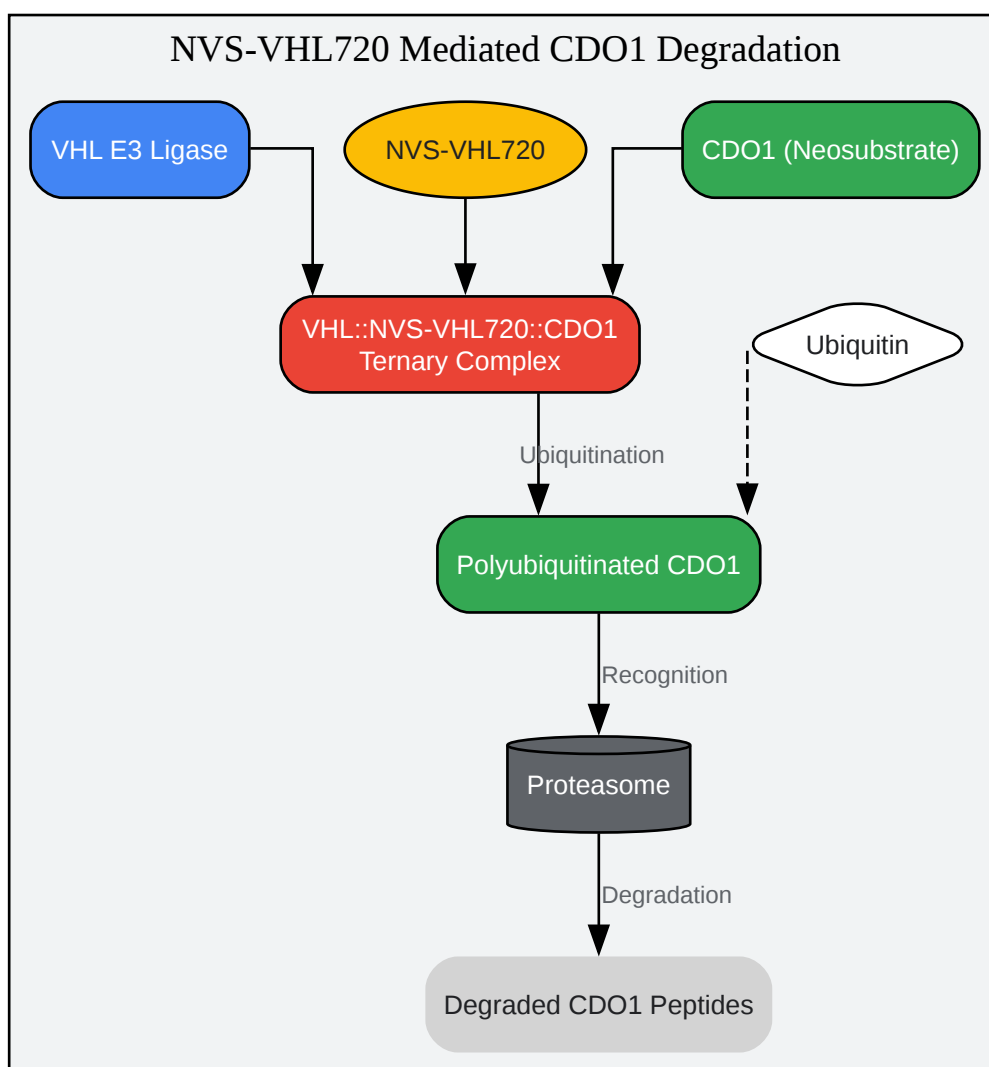 NVS-VHL720 Mediated CDO1 Degradation
VHL E3 Ligase
NVS-VHL720
CDO1 (Neosubstrate)
VHL::NVS-VHL720::CDO1
Ternary Complex
Ubiquitin
Ubiquitination
Polyubiquitinated CDO1
Recognition
Proteasome
Degradation
Degraded CDO1 Peptides